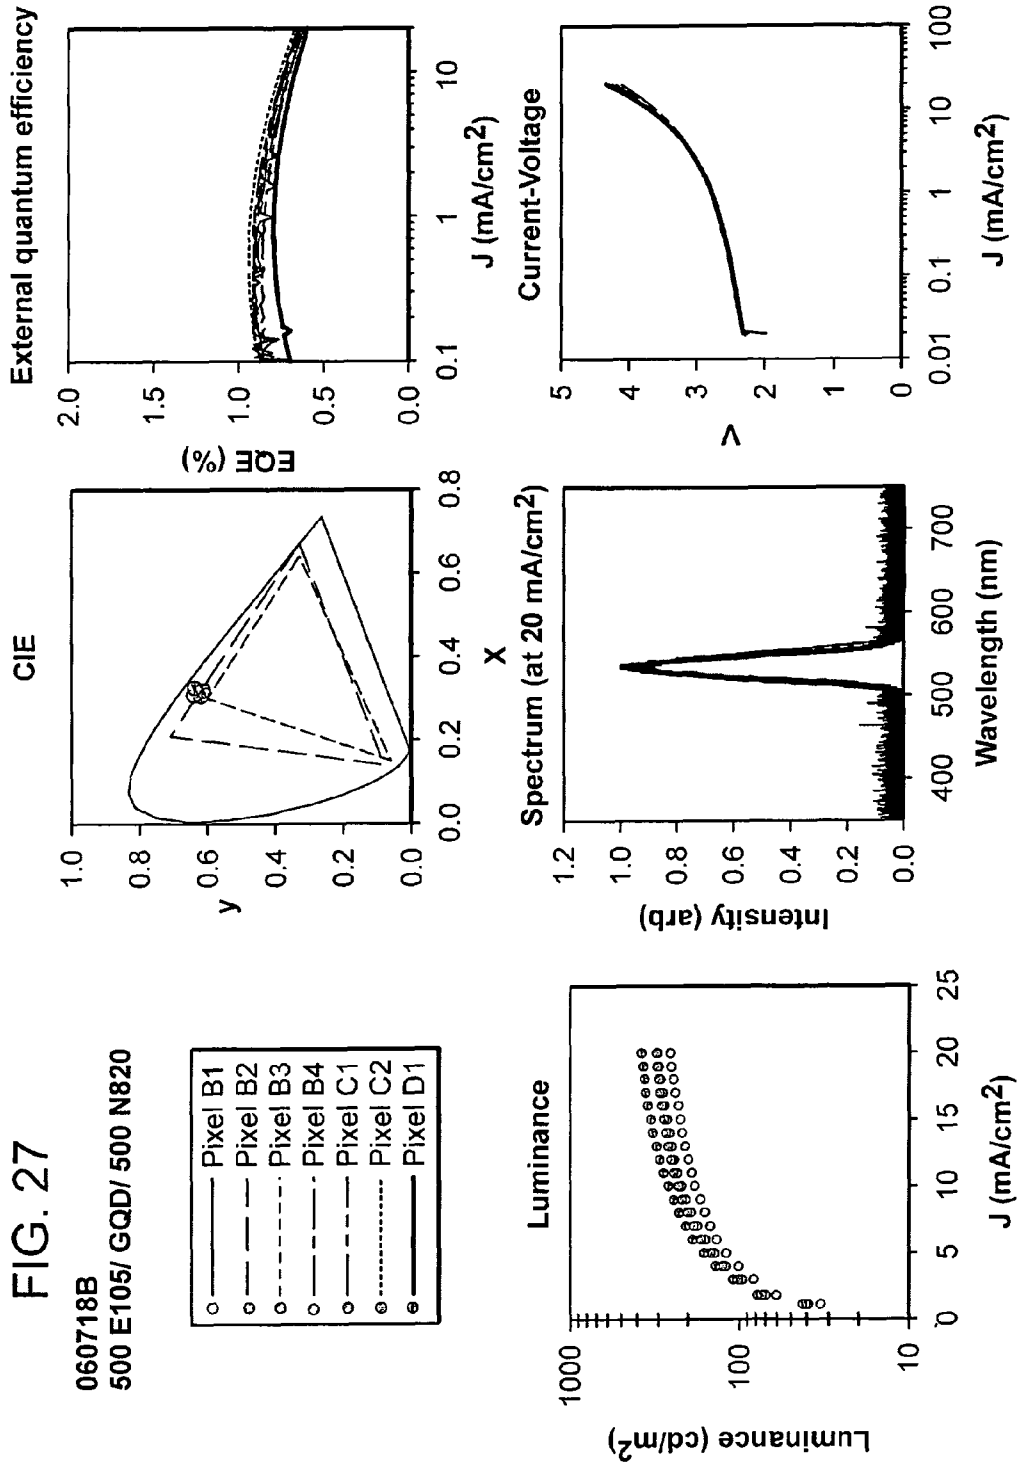 FIG. 27
060718B
500 E105/ GQD/ 500 N820
Pixel B1
Pixel B2
Pixel B3
Pixel B4
Pixel C1
Pixel C2
Pixel D1
CIE
y
1.0
0.8
0.6
0.4
0.2
0.0
0.0
0.2
0.4
0.6
0.8
X
External quantum efficiency
EQE (%)
2.0
1.5
1.0
0.5
0.0
0.1
1
10
J (mA/cm2)
Luminance
Luminance (cd/m2)
1000
100
10
0
5
10
15
20
25
J (mA/cm2)
Spectrum (at 20 mA/cm2)
Intensity (arb)
1.2
1.0
0.8
0.6
0.4
0.2
0.0
400
500
600
700
Wavelength (nm)
Current-Voltage
V
5
4
3
2
1
0
0.01
0.1
1
10
100
J (mA/cm2)